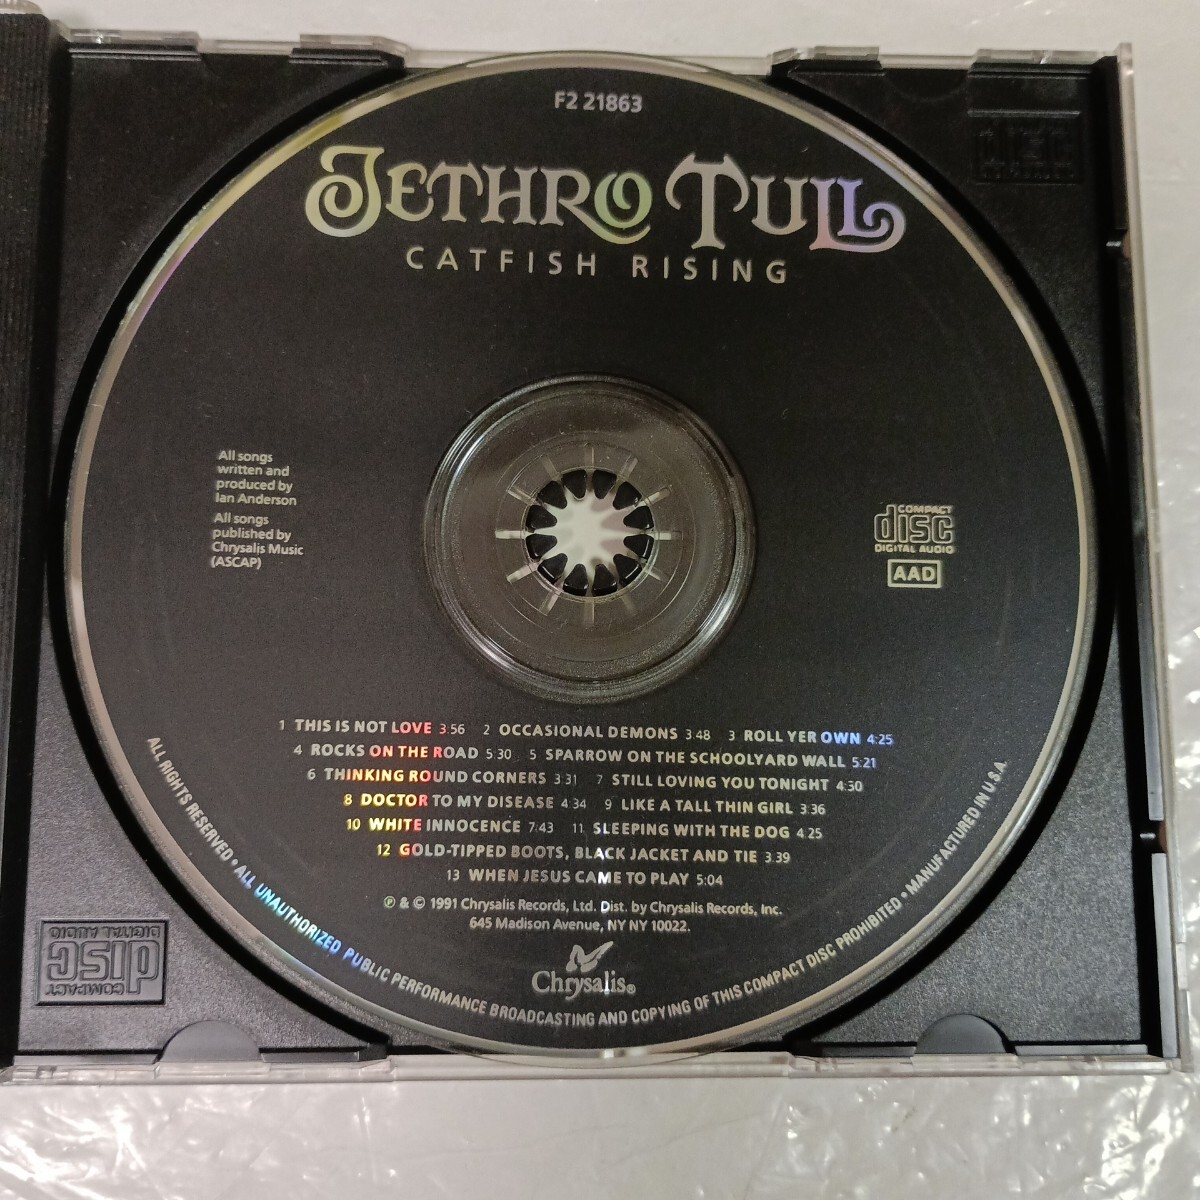 F2 21863
JETHRO TULL
CATFISH RISING
All songs
written and
produced by
Ian Anderson
All songs
published by
Chrysalis Music
(ASCAP)
COMPACT
disc
DIGITAL AUDIO
AAD
1 THIS IS NOT LOVE 3:56 2 OCCASIONAL DEMONS 3:48 3 ROLL YER OWN 4:25
4 ROCKS ON THE ROAD 5:30 5 SPARROW ON THE SCHOOLYARD WALL 5:21
6 THINKING ROUND CORNERS 3:31 7 STILL LOVING YOU TONIGHT 4:30
8 DOCTOR TO MY DISEASE 4:34 9 LIKE A TALL THIN GIRL 3:36
10 WHITE INNOCENCE 7:43 11 SLEEPING WITH THE DOG 4:25
12 GOLD-TIPPED BOOTS, BLACK JACKET AND TIE 3:39
13 WHEN JESUS CAME TO PLAY 5:04
℗ & © 1991 Chrysalis Records, Ltd. Dist. by Chrysalis Records, Inc.
645 Madison Avenue, NY NY 10022.
Chrysalis®
ALL RIGHTS RESERVED • ALL UNAUTHORIZED PUBLIC PERFORMANCE BROADCASTING AND COPYING OF THIS COMPACT DISC PROHIBITED • MANUFACTURED IN U.S.A.
COMPACT
disc
DIGITAL AUDIO
disc